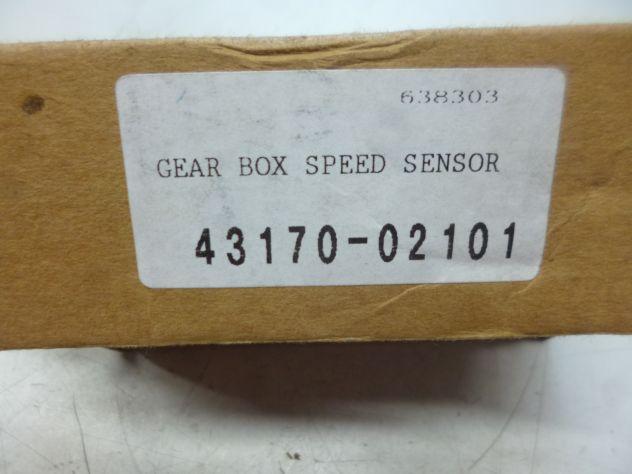 638303
GEAR BOX SPEED SENSOR
43170-02101